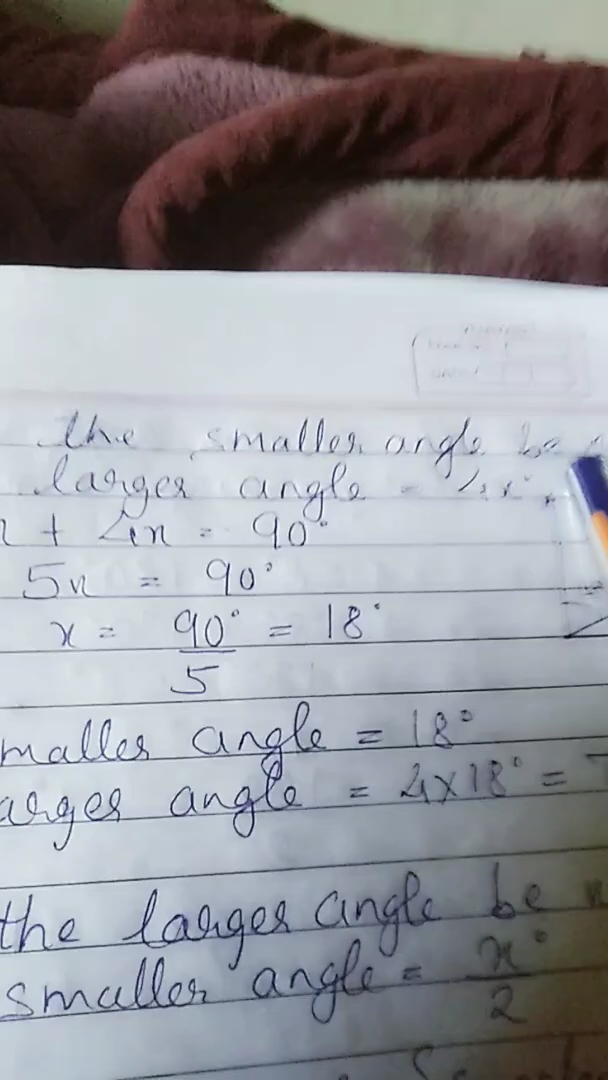 the smaller angle be
larger angle = 4x°
x + 4x = 90°
5x = 90°
x = 90°/5 = 18°
maller angle = 18°
arger angle = 4x18° = 7
the larger angle be x
smaller angle = x°/2